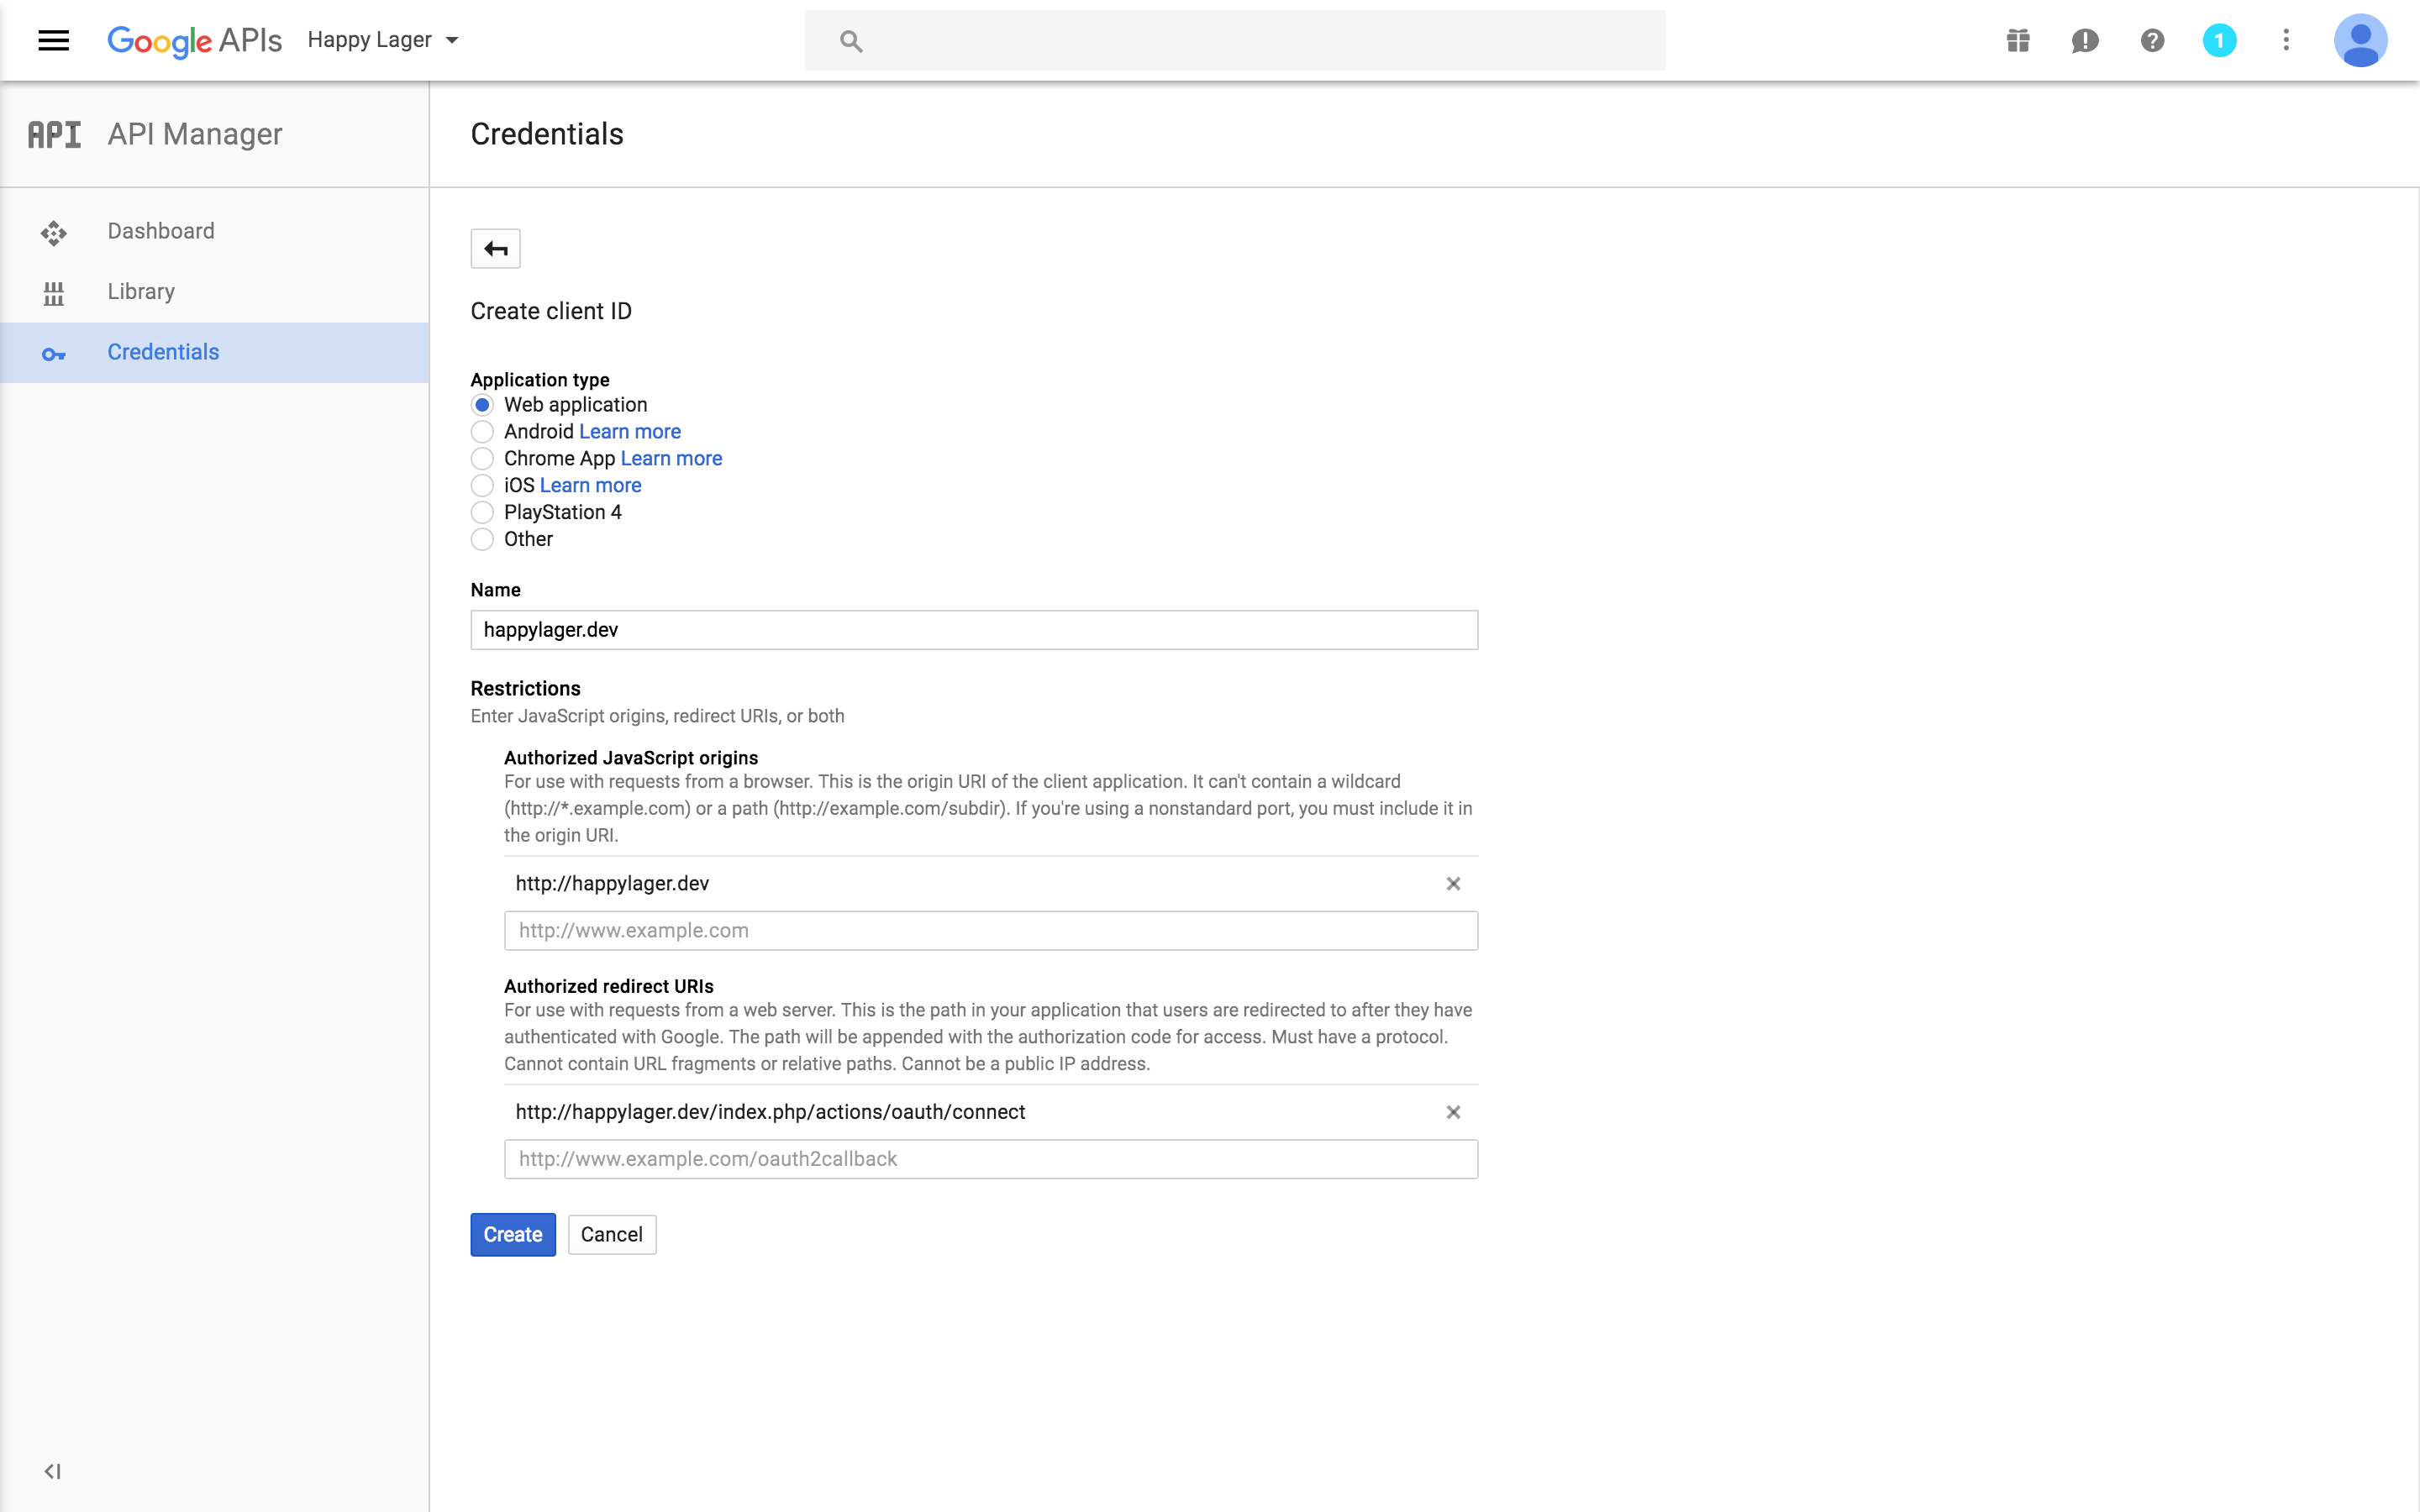 Google APIs Happy Lager
1
API API Manager
Credentials
Dashboard
Library
Credentials
Create client ID
Application type
Web application
Android Learn more
Chrome App Learn more
iOS Learn more
PlayStation 4
Other
Name
happylager.dev
Restrictions
Enter JavaScript origins, redirect URIs, or both
Authorized JavaScript origins
For use with requests from a browser. This is the origin URI of the client application. It can't contain a wildcard
(http://*.example.com) or a path (http://example.com/subdir). If you're using a nonstandard port, you must include it in
the origin URI.
http://happylager.dev
http://www.example.com
Authorized redirect URIs
For use with requests from a web server. This is the path in your application that users are redirected to after they have
authenticated with Google. The path will be appended with the authorization code for access. Must have a protocol.
Cannot contain URL fragments or relative paths. Cannot be a public IP address.
http://happylager.dev/index.php/actions/oauth/connect
http://www.example.com/oauth2callback
Create Cancel